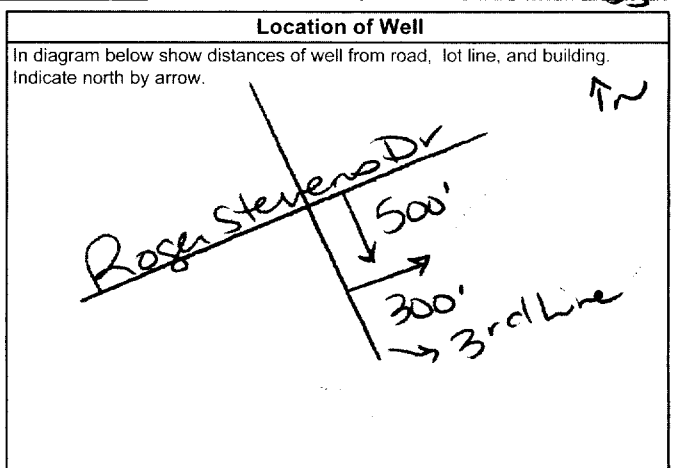 Location of Well
In diagram below show distances of well from road, lot line, and building.
Indicate north by arrow.
N
Roger Stevens Dr
500'
300'
3rd Line